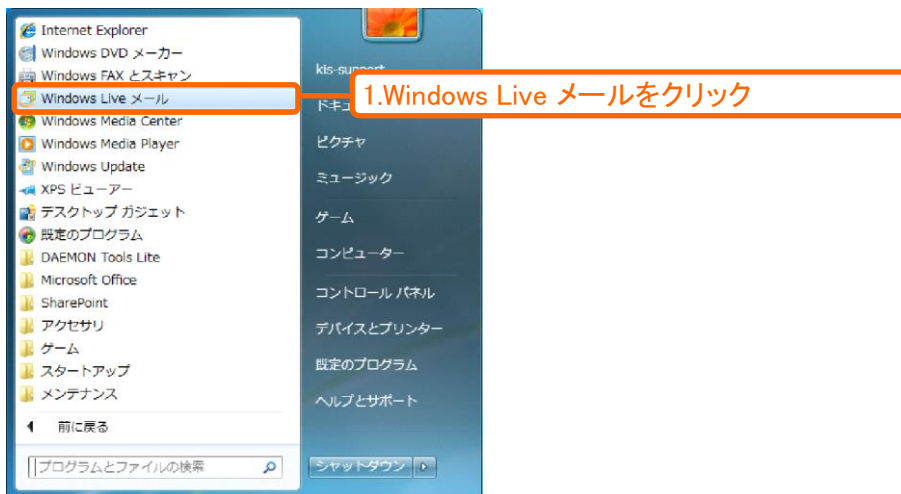 Internet Explorer
Windows DVD メーカー
Windows FAX とスキャン
Windows Live メール
Windows Media Center
Windows Media Player
Windows Update
XPS ビューアー
デスクトップ ガジェット
既定のプログラム
DAEMON Tools Lite
Microsoft Office
SharePoint
アクセサリ
ゲーム
スタートアップ
メンテナンス
前に戻る
プログラムとファイルの検索
kis-support
1.Windows Live メールをクリック
ピクチャ
ミュージック
ゲーム
コンピューター
コントロール パネル
デバイスとプリンター
既定のプログラム
ヘルプとサポート
シャットダウン